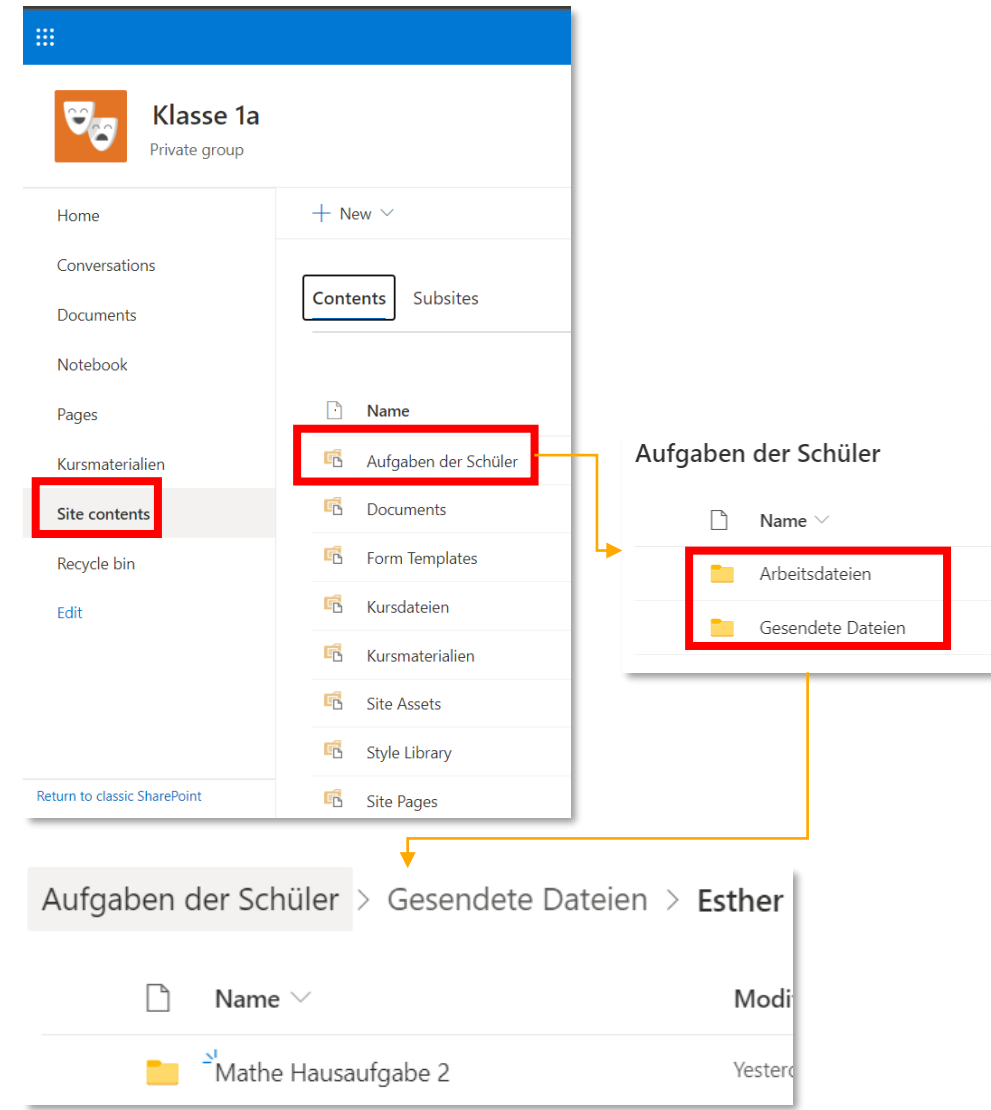 Klasse 1a
Private group
Home
Conversations
Documents
Notebook
Pages
Kursmaterialien
Site contents
Recycle bin
Edit
Return to classic SharePoint
New
Contents Subsites
Name
Aufgaben der Schüler
Documents
Form Templates
Kursdateien
Kursmaterialien
Site Assets
Style Library
Site Pages
Aufgaben der Schüler
Name
Arbeitsdateien
Gesendete Dateien
Aufgaben der Schüler > Gesendete Dateien > Esther
Name Modi
Mathe Hausaufgabe 2 Yester